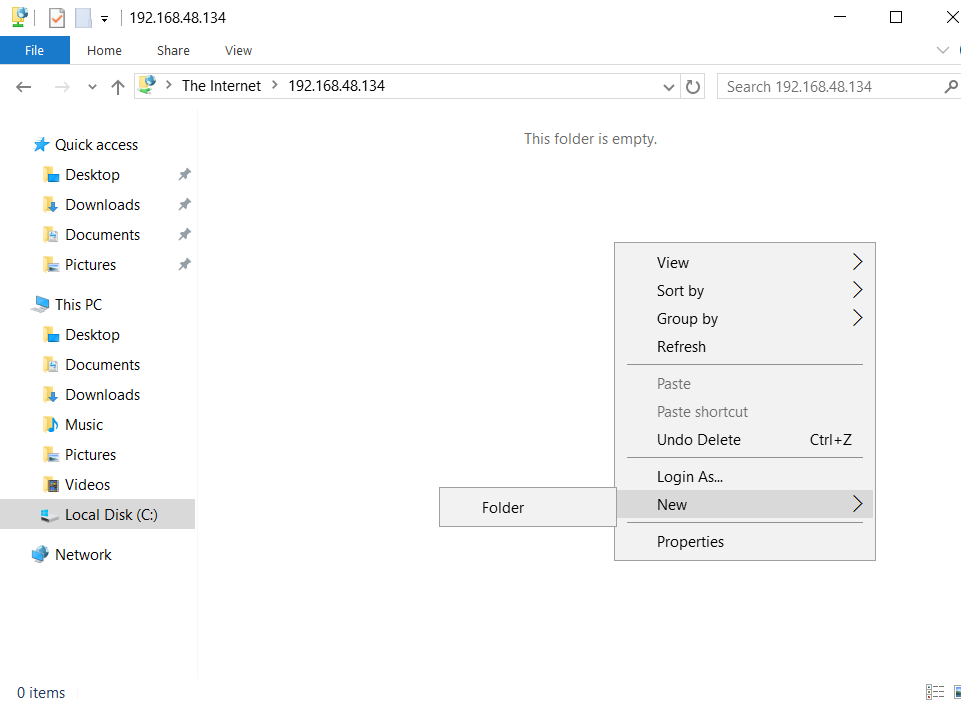 192.168.48.134
File Home Share View
The Internet 192.168.48.134
Search 192.168.48.134
Quick access
Desktop
Downloads
Documents
Pictures
This PC
Desktop
Documents
Downloads
Music
Pictures
Videos
Local Disk (C:)
Network
This folder is empty.
View
Sort by
Group by
Refresh
Paste
Paste shortcut
Undo Delete Ctrl+Z
Login As...
New
Folder
Properties
0 items